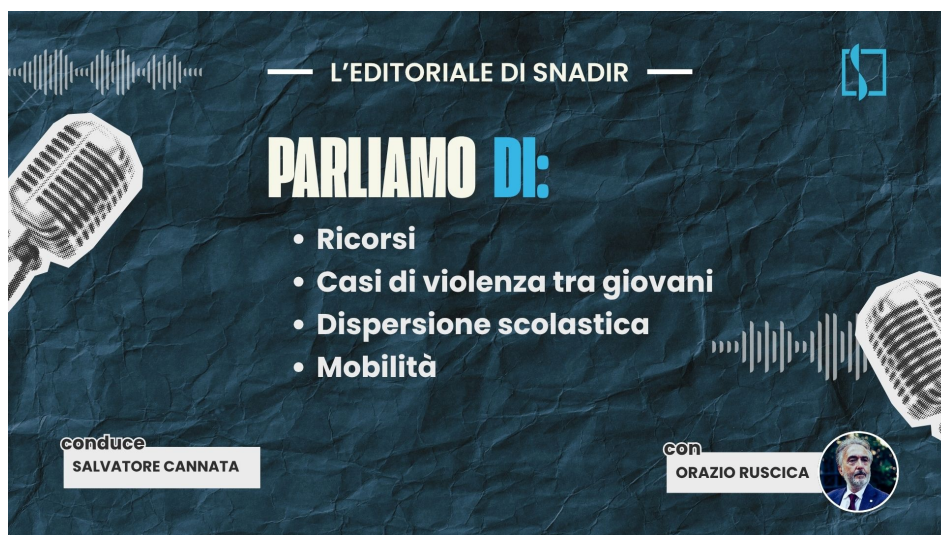 L'EDITORIALE DI SNADIR
PARLIAMO DI:
• Ricorsi
• Casi di violenza tra giovani
• Dispersione scolastica
• Mobilità
conduce
SALVATORE CANNATA
con
ORAZIO RUSCICA